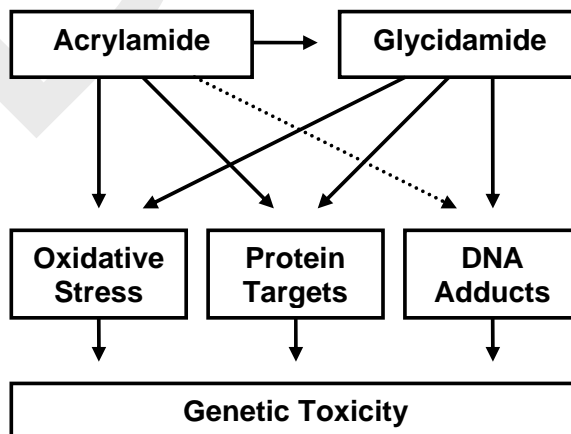 Acrylamide
Glycidamide
Oxidative
Stress
Protein
Targets
DNA
Adducts
Genetic Toxicity